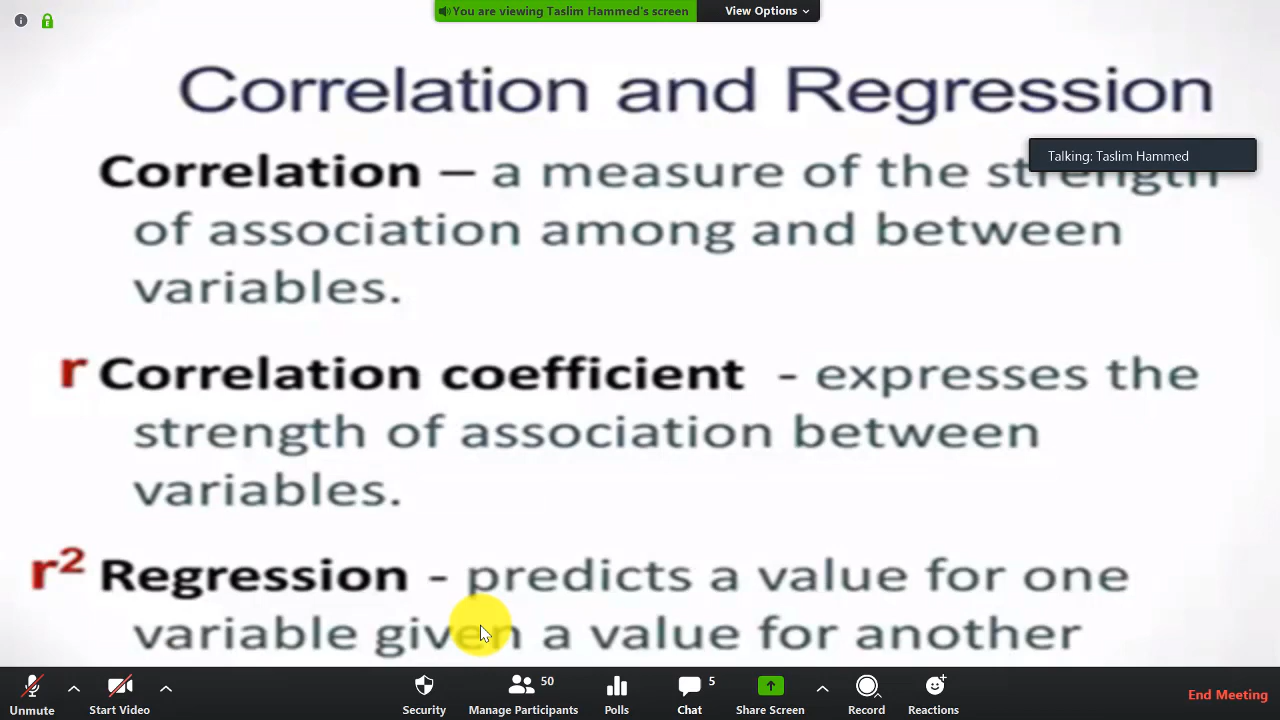 You are viewing Taslim Hammed's screen
View Options
Correlation and Regression
Talking: Taslim Hammed
Correlation – a measure of the strength
of association among and between
variables.
r Correlation coefficient - expresses the
strength of association between
variables.
r² Regression - predicts a value for one
variable given a value for another
50
5
Unmute
Start Video
Security
Manage Participants
Polls
Chat
Share Screen
Record
Reactions
End Meeting